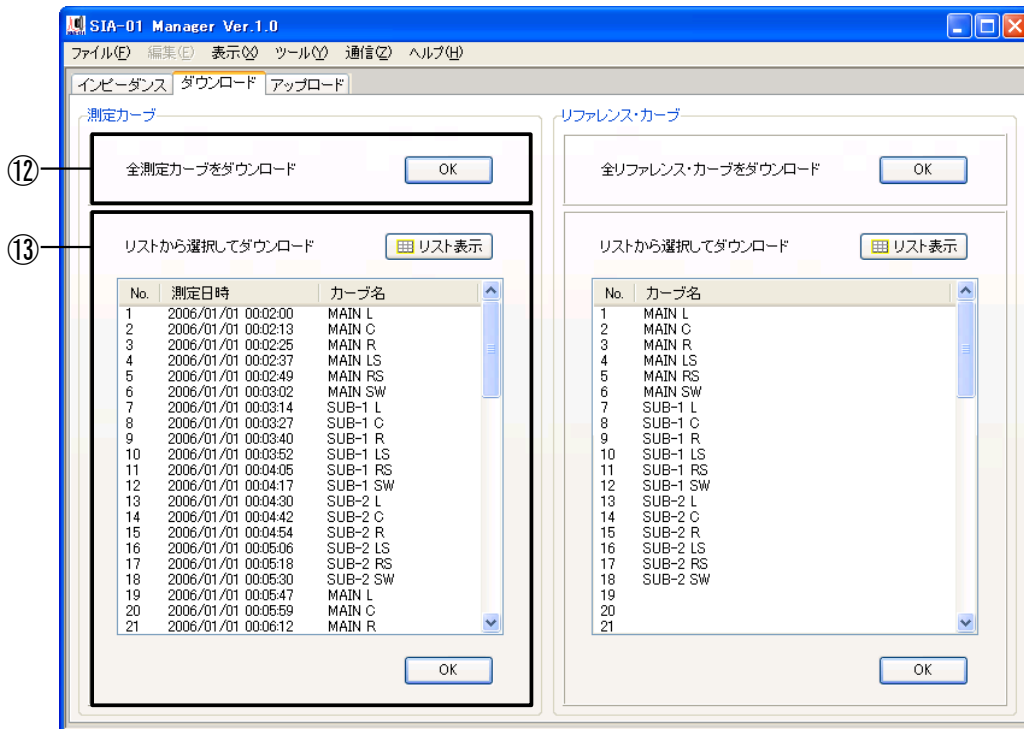 SIA-01 Manager Ver.1.0
ファイル(F) 編集(E) 表示(X) ツール(Y) 通信(Z) ヘルプ(H)
インピーダンス ダウンロード アップロード
測定カーブ
⑫
全測定カーブをダウンロード OK
⑬
リストから選択してダウンロード リスト表示
No. 測定日時 カーブ名
1 2006/01/01 00:02:00 MAIN L
2 2006/01/01 00:02:13 MAIN C
3 2006/01/01 00:02:25 MAIN R
4 2006/01/01 00:02:37 MAIN LS
5 2006/01/01 00:02:49 MAIN RS
6 2006/01/01 00:03:02 MAIN SW
7 2006/01/01 00:03:14 SUB-1 L
8 2006/01/01 00:03:27 SUB-1 C
9 2006/01/01 00:03:40 SUB-1 R
10 2006/01/01 00:03:52 SUB-1 LS
11 2006/01/01 00:04:05 SUB-1 RS
12 2006/01/01 00:04:17 SUB-1 SW
13 2006/01/01 00:04:30 SUB-2 L
14 2006/01/01 00:04:42 SUB-2 C
15 2006/01/01 00:04:54 SUB-2 R
16 2006/01/01 00:05:06 SUB-2 LS
17 2006/01/01 00:05:18 SUB-2 RS
18 2006/01/01 00:05:30 SUB-2 SW
19 2006/01/01 00:05:47 MAIN L
20 2006/01/01 00:05:59 MAIN C
21 2006/01/01 00:06:12 MAIN R
OK
リファレンス・カーブ
全リファレンス・カーブをダウンロード OK
リストから選択してダウンロード リスト表示
No. カーブ名
1 MAIN L
2 MAIN C
3 MAIN R
4 MAIN LS
5 MAIN RS
6 MAIN SW
7 SUB-1 L
8 SUB-1 C
9 SUB-1 R
10 SUB-1 LS
11 SUB-1 RS
12 SUB-1 SW
13 SUB-2 L
14 SUB-2 C
15 SUB-2 R
16 SUB-2 LS
17 SUB-2 RS
18 SUB-2 SW
19
20
21
OK